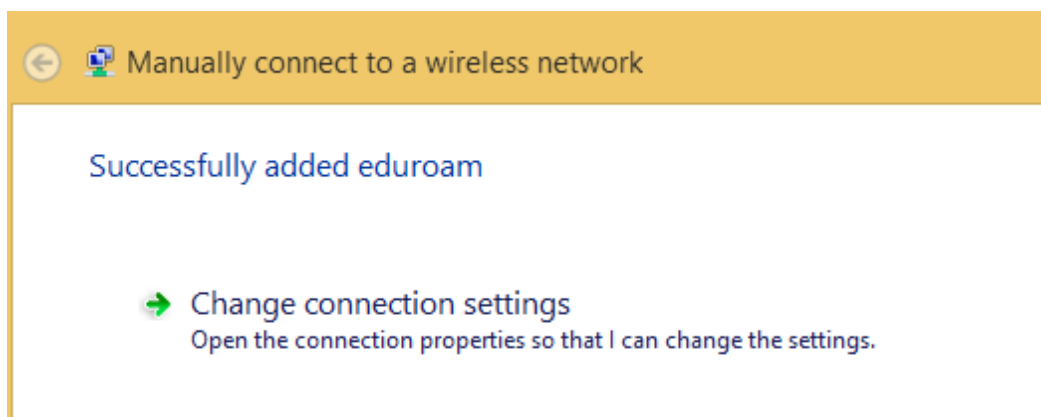 Manually connect to a wireless network
Successfully added eduroam
Change connection settings
Open the connection properties so that I can change the settings.